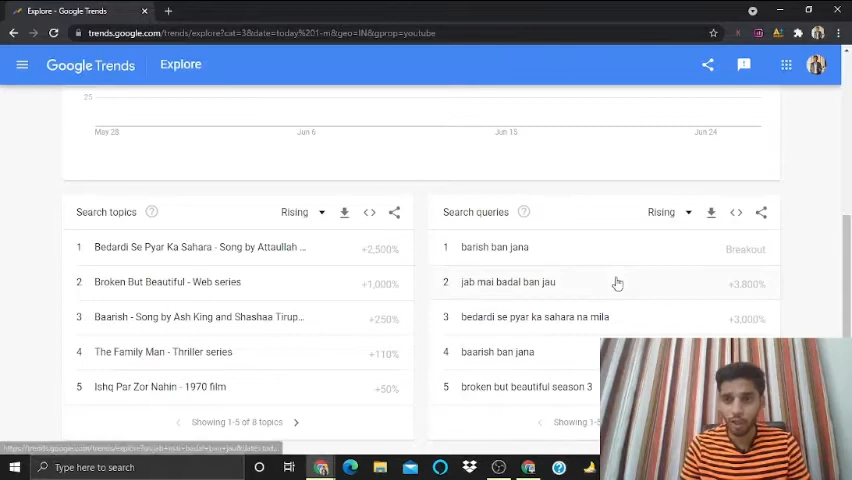 Explore - Google Trends
trends.google.com/trends/explore?cat=3&date=today%201-m&geo=IN&gprop=youtube
Google Trends Explore
25
May 28 Jun 6 Jun 15 Jun 24
Search topics Rising
1 Bedardi Se Pyar Ka Sahara - Song by Attaullah ... +2,500%
2 Broken But Beautiful - Web series +1,000%
3 Baarish - Song by Ash King and Shashaa Tirup... +250%
4 The Family Man - Thriller series +110%
5 Ishq Par Zor Nahin - 1970 film +50%
Showing 1-5 of 8 topics
Search queries Rising
1 barish ban jana Breakout
2 jab mai badal ban jau +3,800%
3 bedardi se pyar ka sahara na mila +3,000%
4 baarish ban jana
5 broken but beautiful season 3
Showing 1-5
Type here to search